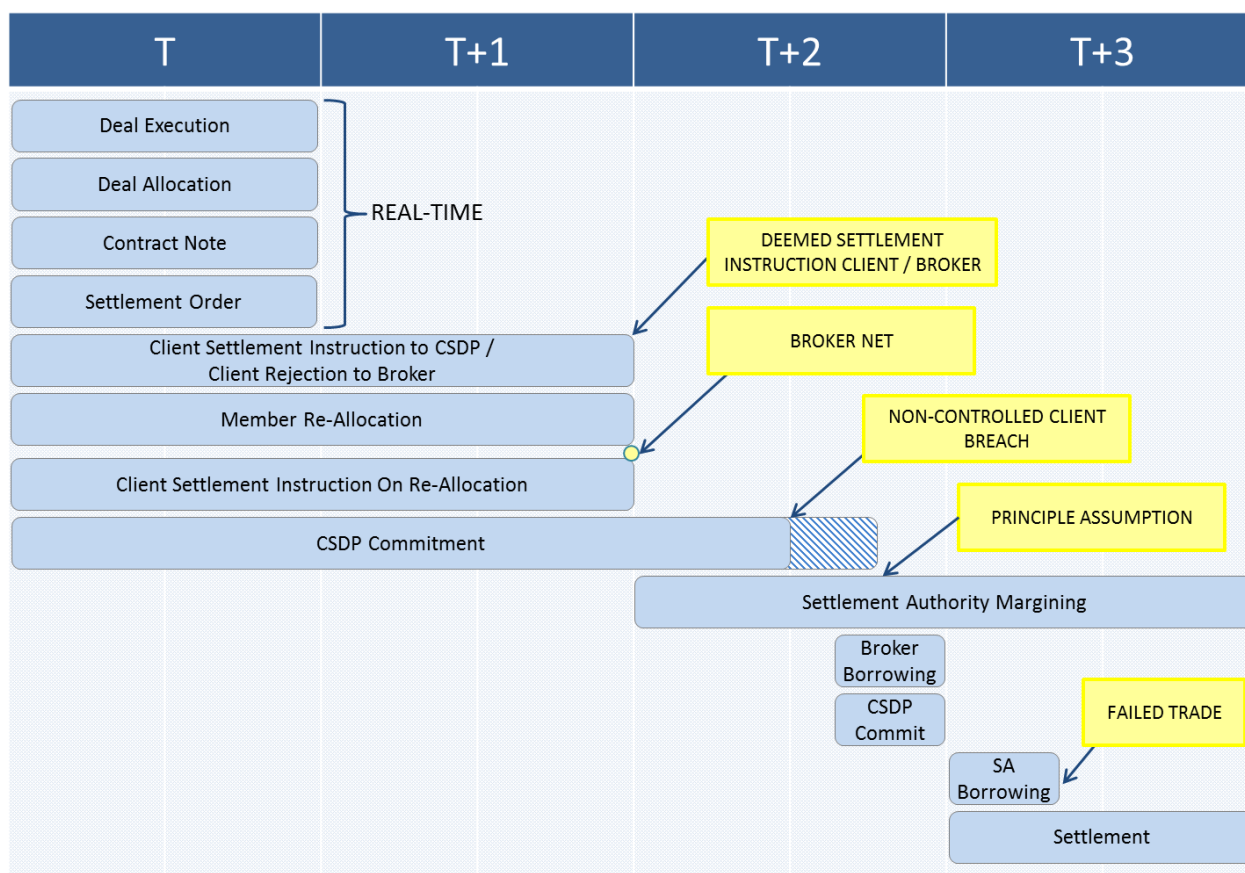 T
T+1
T+2
T+3
Deal Execution
Deal Allocation
Contract Note
Settlement Order
REAL-TIME
DEEMED SETTLEMENT
INSTRUCTION CLIENT / BROKER
Client Settlement Instruction to CSDP /
Client Rejection to Broker
BROKER NET
Member Re-Allocation
NON-CONTROLLED CLIENT
BREACH
Client Settlement Instruction On Re-Allocation
PRINCIPLE ASSUMPTION
CSDP Commitment
Settlement Authority Margining
Broker
Borrowing
CSDP
Commit
FAILED TRADE
SA
Borrowing
Settlement